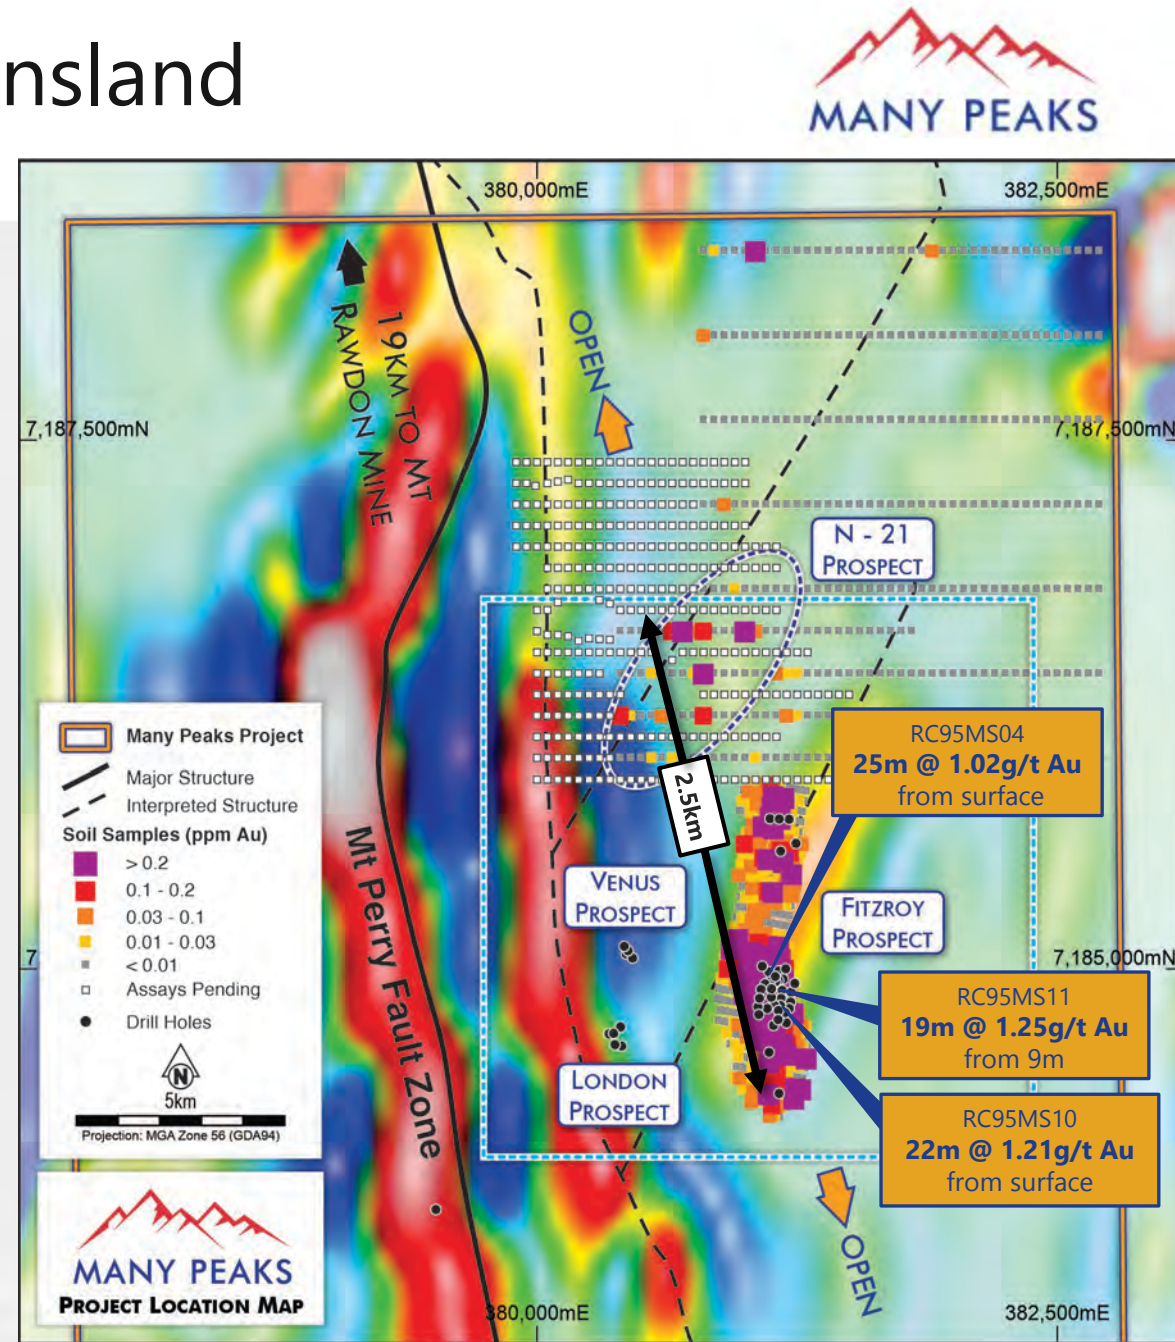 nsland
MANY PEAKS
380,000mE
382,500mE
19KM TO MT
RAWDON MINE
OPEN
7,187,500mN
7,187,500mN
N - 21
PROSPECT
Many Peaks Project
Major Structure
Interpreted Structure
Soil Samples (ppm Au)
> 0.2
0.1 - 0.2
0.03 - 0.1
0.01 - 0.03
< 0.01
Assays Pending
Drill Holes
N
5km
Projection: MGA Zone 56 (GDA94)
RC95MS04
25m @ 1.02g/t Au
from surface
2.5km
Mt Perry Fault Zone
VENUS
PROSPECT
FITZROY
PROSPECT
7
7,185,000mN
RC95MS11
19m @ 1.25g/t Au
from 9m
LONDON
PROSPECT
RC95MS10
22m @ 1.21g/t Au
from surface
OPEN
MANY PEAKS
PROJECT LOCATION MAP
380,000mE
382,500mE